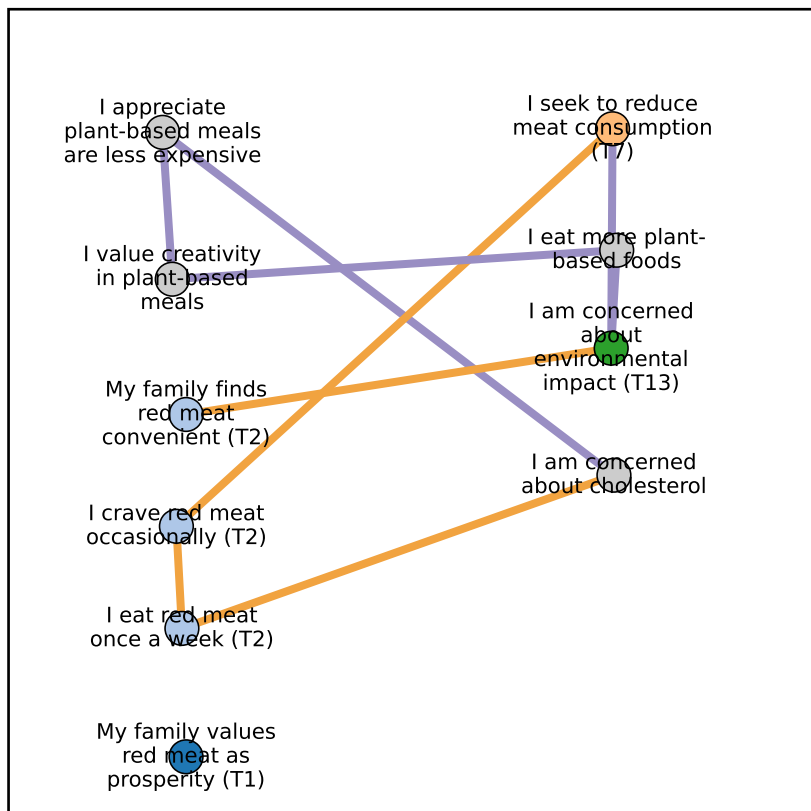 I appreciate
plant-based meals
are less expensive
I seek to reduce
meat consumption
(T7)
I value creativity
in plant-based
meals
I eat more plant-
based foods
I am concerned
about
environmental
impact (T13)
My family finds
red meat
convenient (T2)
I am concerned
about cholesterol
I crave red meat
occasionally (T2)
I eat red meat
once a week (T2)
My family values
red meat as
prosperity (T1)